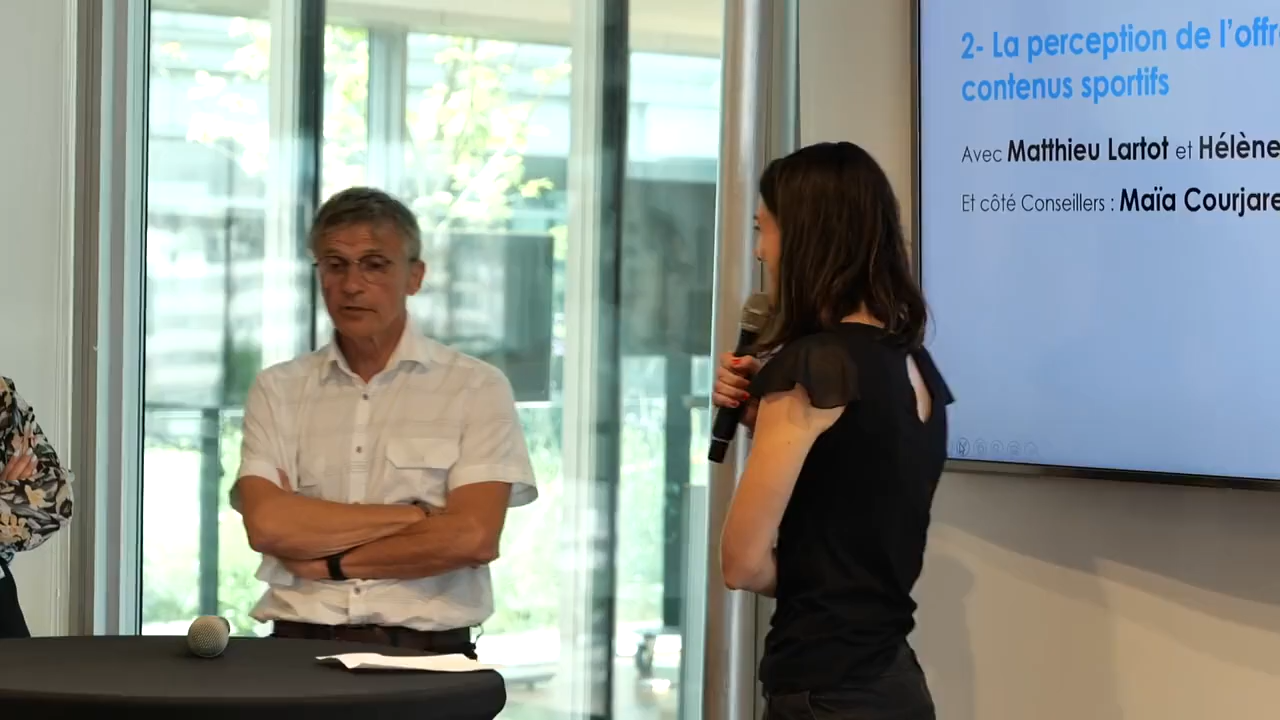 2- La perception de l'offr
contenus sportifs
Avec Matthieu Lartot et Hélène
Et côté Conseillers : Maïa Courjare